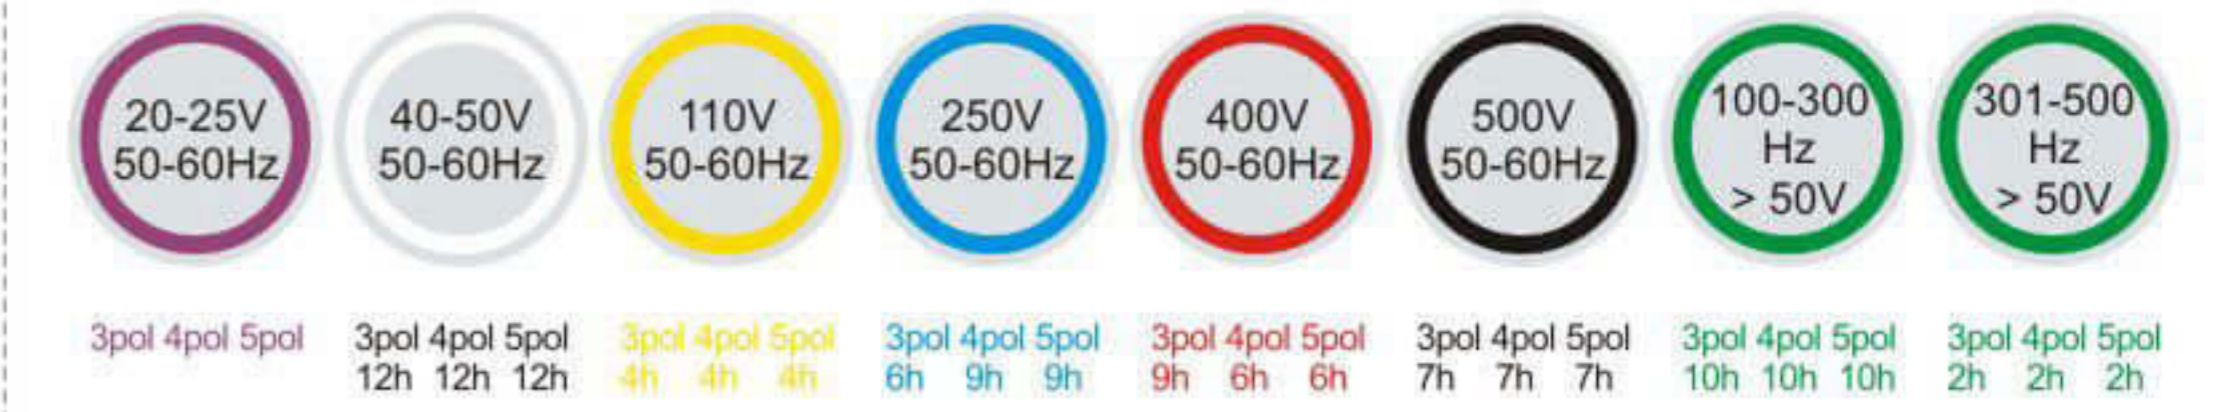 20-25V
50-60Hz
40-50V
50-60Hz
110V
50-60Hz
250V
50-60Hz
400V
50-60Hz
500V
50-60Hz
100-300
Hz
> 50V
301-500
Hz
> 50V
3pol 4pol 5pol
3pol 4pol 5pol
12h 12h 12h
3pol 4pol 5pol
4h 4h 4h
3pol 4pol 5pol
6h 9h 9h
3pol 4pol 5pol
9h 6h 6h
3pol 4pol 5pol
7h 7h 7h
3pol 4pol 5pol
10h 10h 10h
3pol 4pol 5pol
2h 2h 2h